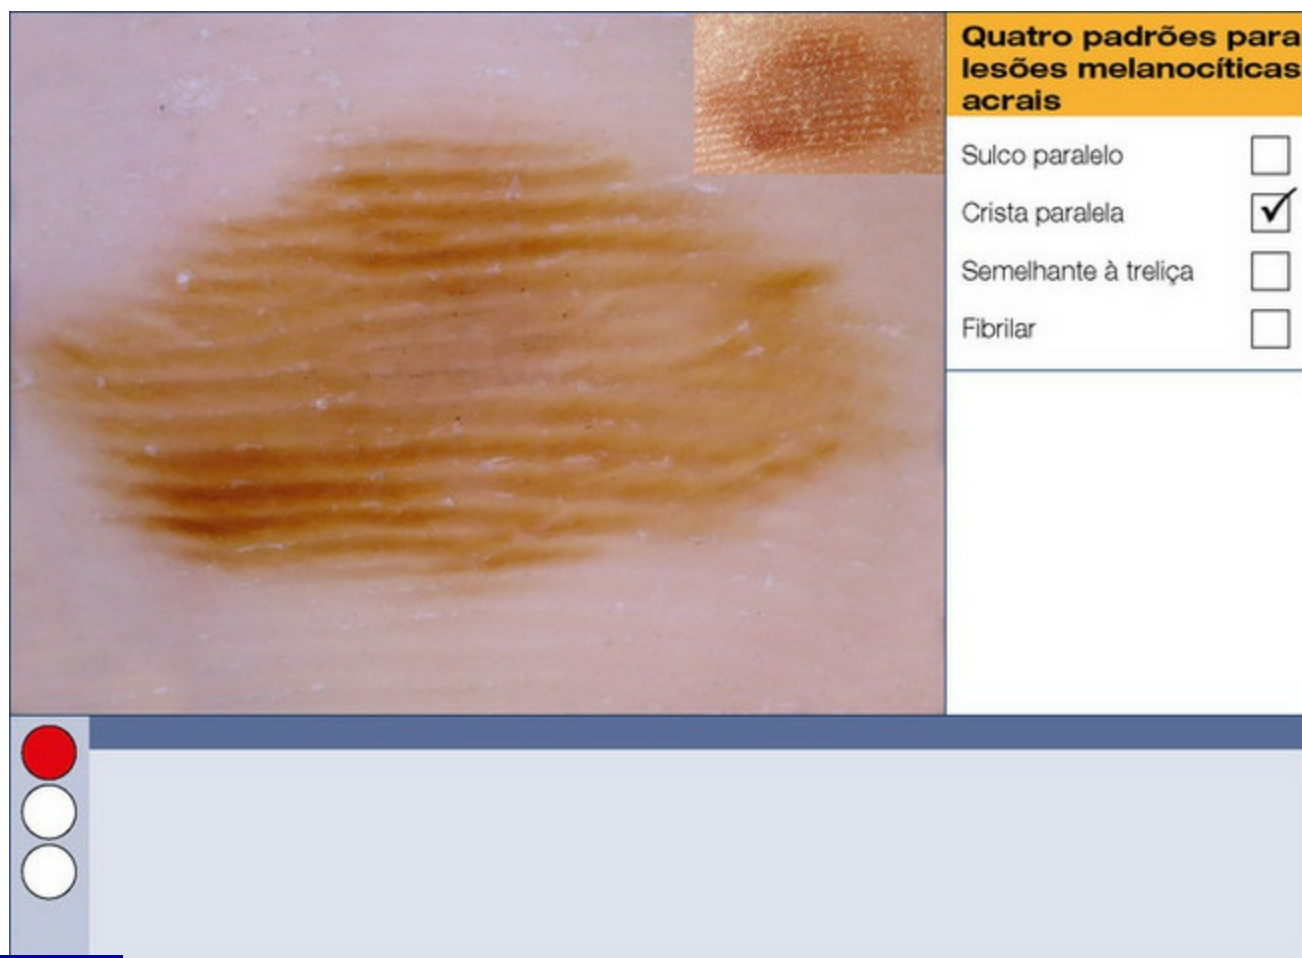 Quatro padrões para
lesões melanocíticas
acrais
Sulco paralelo
Crista paralela
Semelhante à treliça
Fibrilar